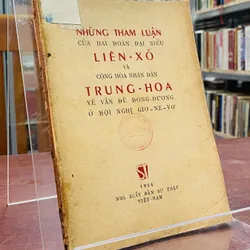 NHỮNG THAM LUẬN
CỦA HAI ĐOÀN ĐẠI BIỂU
LIÊN-XÔ
VÀ
CỘNG HÒA NHÂN DÂN
TRUNG-HOA
VỀ VẤN ĐỀ ĐÔNG-DƯƠNG
Ở HỘI NGHỊ GIƠ-NE-VƠ
ST
1954
NHÀ XUẤT BẢN SỰ THẬT
VIỆT-NAM